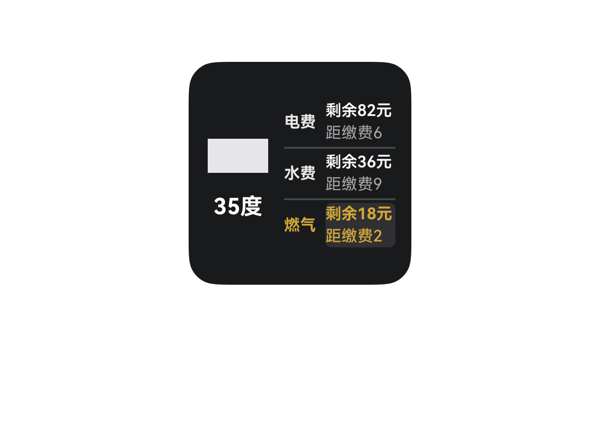 35度
电费
剩余82元
距缴费6
水费
剩余36元
距缴费9
燃气
剩余18元
距缴费2